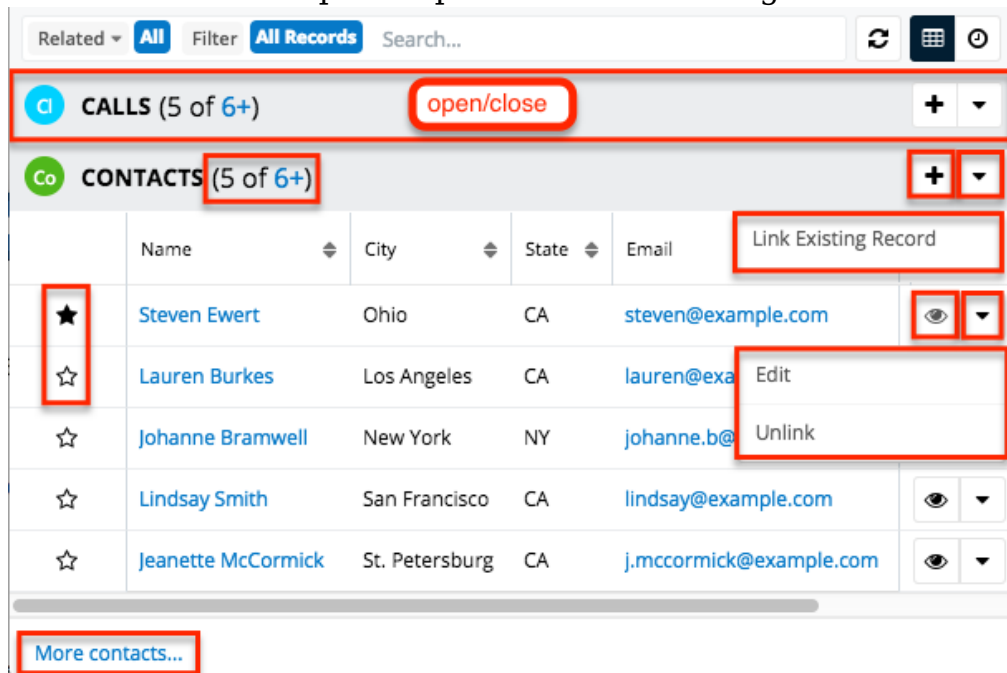 Related All Filter All Records Search...
Cl CALLS (5 of 6+) open/close
Co CONTACTS (5 of 6+)
Name City State Email Link Existing Record
Steven Ewert Ohio CA steven@example.com
Lauren Burkes Los Angeles CA lauren@exa Edit
Johanne Bramwell New York NY johanne.b@ Unlink
Lindsay Smith San Francisco CA lindsay@example.com
Jeanette McCormick St. Petersburg CA j.mccormick@example.com
More contacts...